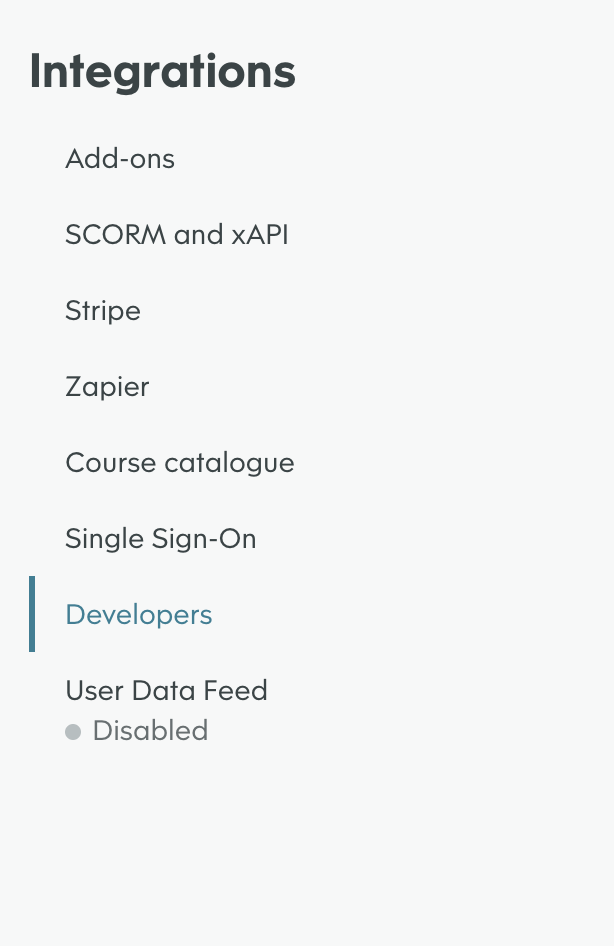 Integrations
Add-ons
SCORM and xAPI
Stripe
Zapier
Course catalogue
Single Sign-On
Developers
User Data Feed
Disabled